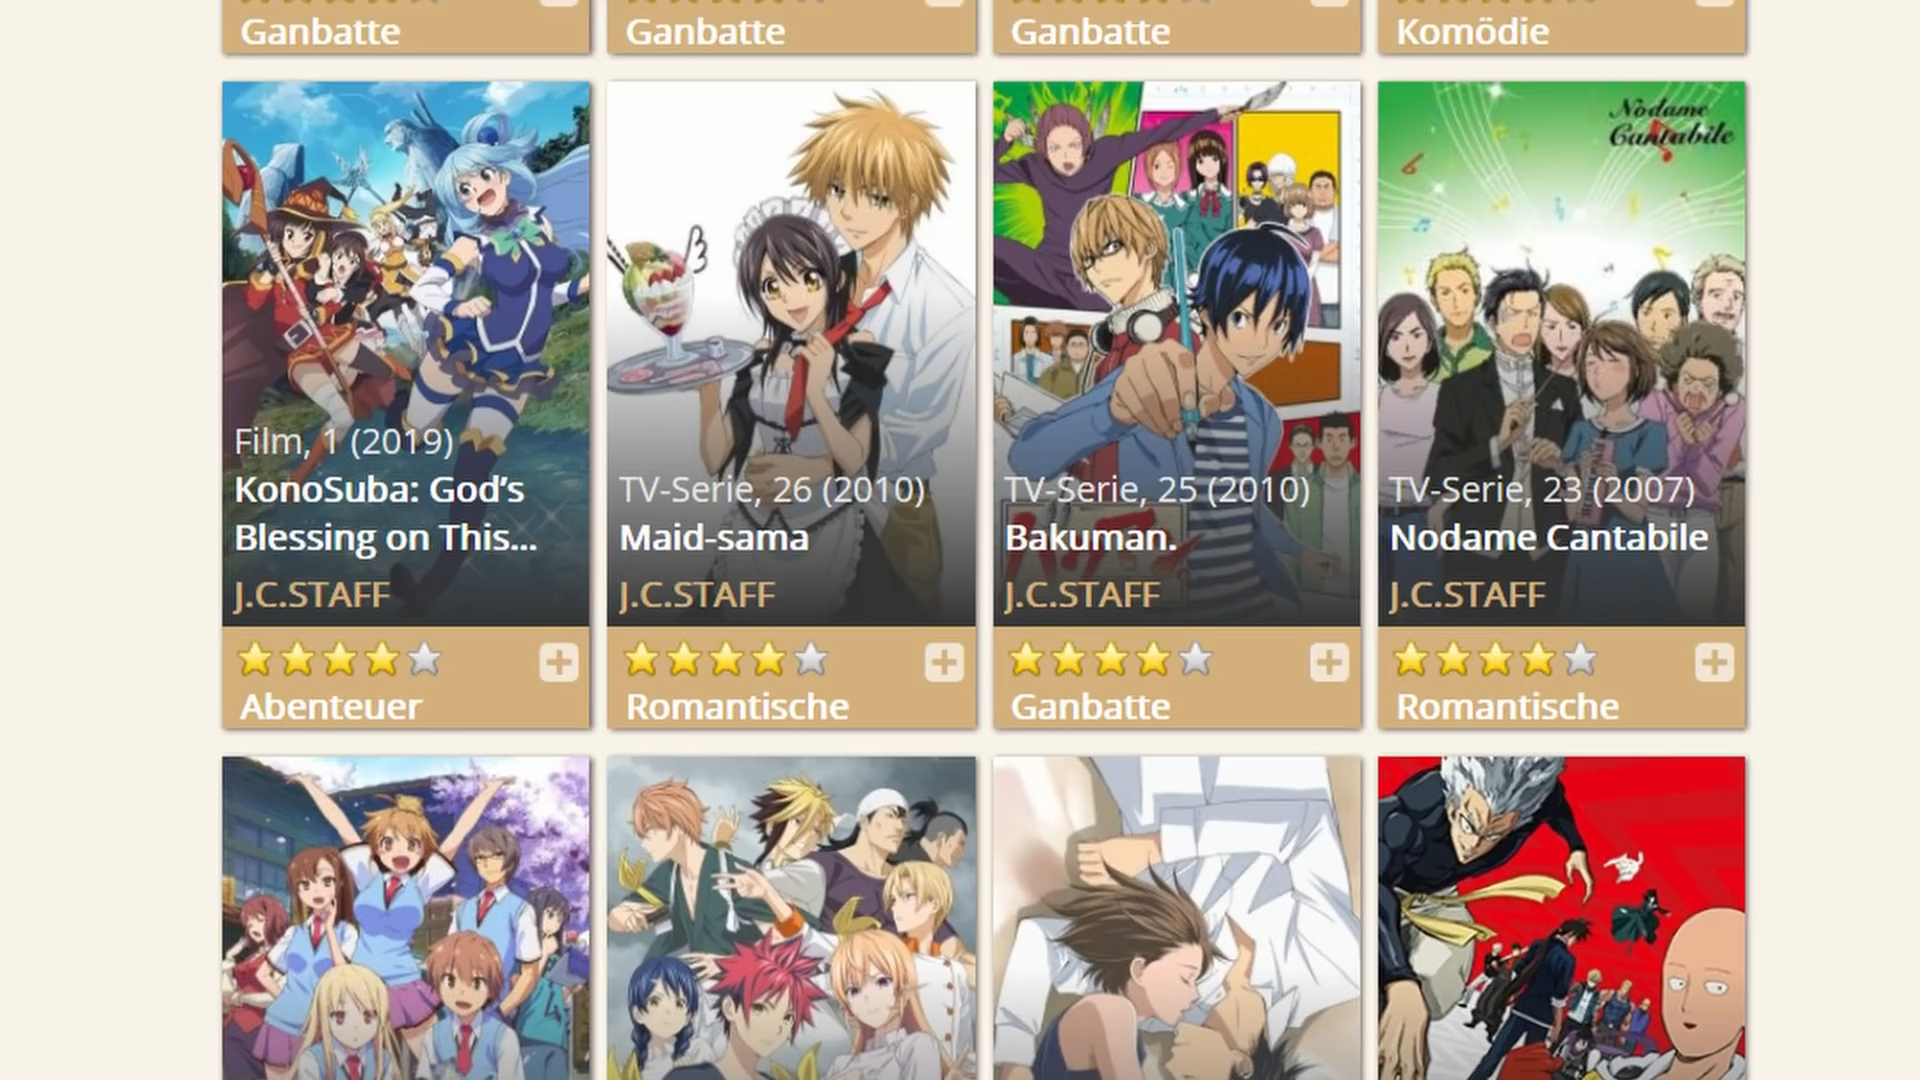 Ganbatte
Ganbatte
Ganbatte
Komödie
Film, 1 (2019)
KonoSuba: God’s
Blessing on This...
J.C.STAFF
Abenteuer
TV-Serie, 26 (2010)
Maid-sama
J.C.STAFF
Romantische
TV-Serie, 25 (2010)
Bakuman.
J.C.STAFF
Ganbatte
Nodame
Cantabile
TV-Serie, 23 (2007)
Nodame Cantabile
J.C.STAFF
Romantische